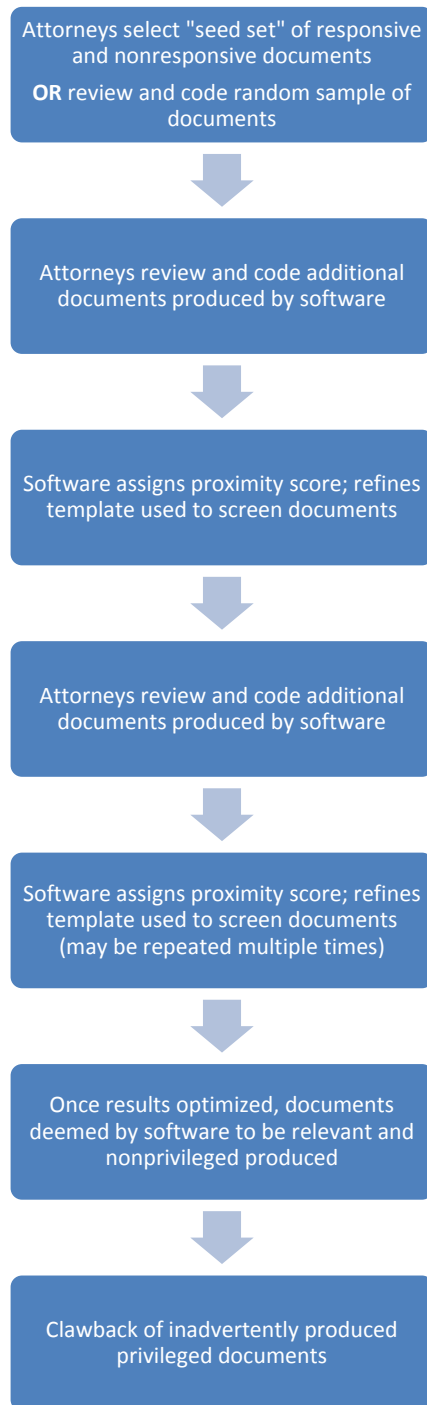 Attorneys select "seed set" of responsive
and nonresponsive documents
OR review and code random sample of
documents
Attorneys review and code additional
documents produced by software
Software assigns proximity score; refines
template used to screen documents
Attorneys review and code additional
documents produced by software
Software assigns proximity score; refines
template used to screen documents
(may be repeated multiple times)
Once results optimized, documents
deemed by software to be relevant and
nonprivileged produced
Clawback of inadvertently produced
privileged documents